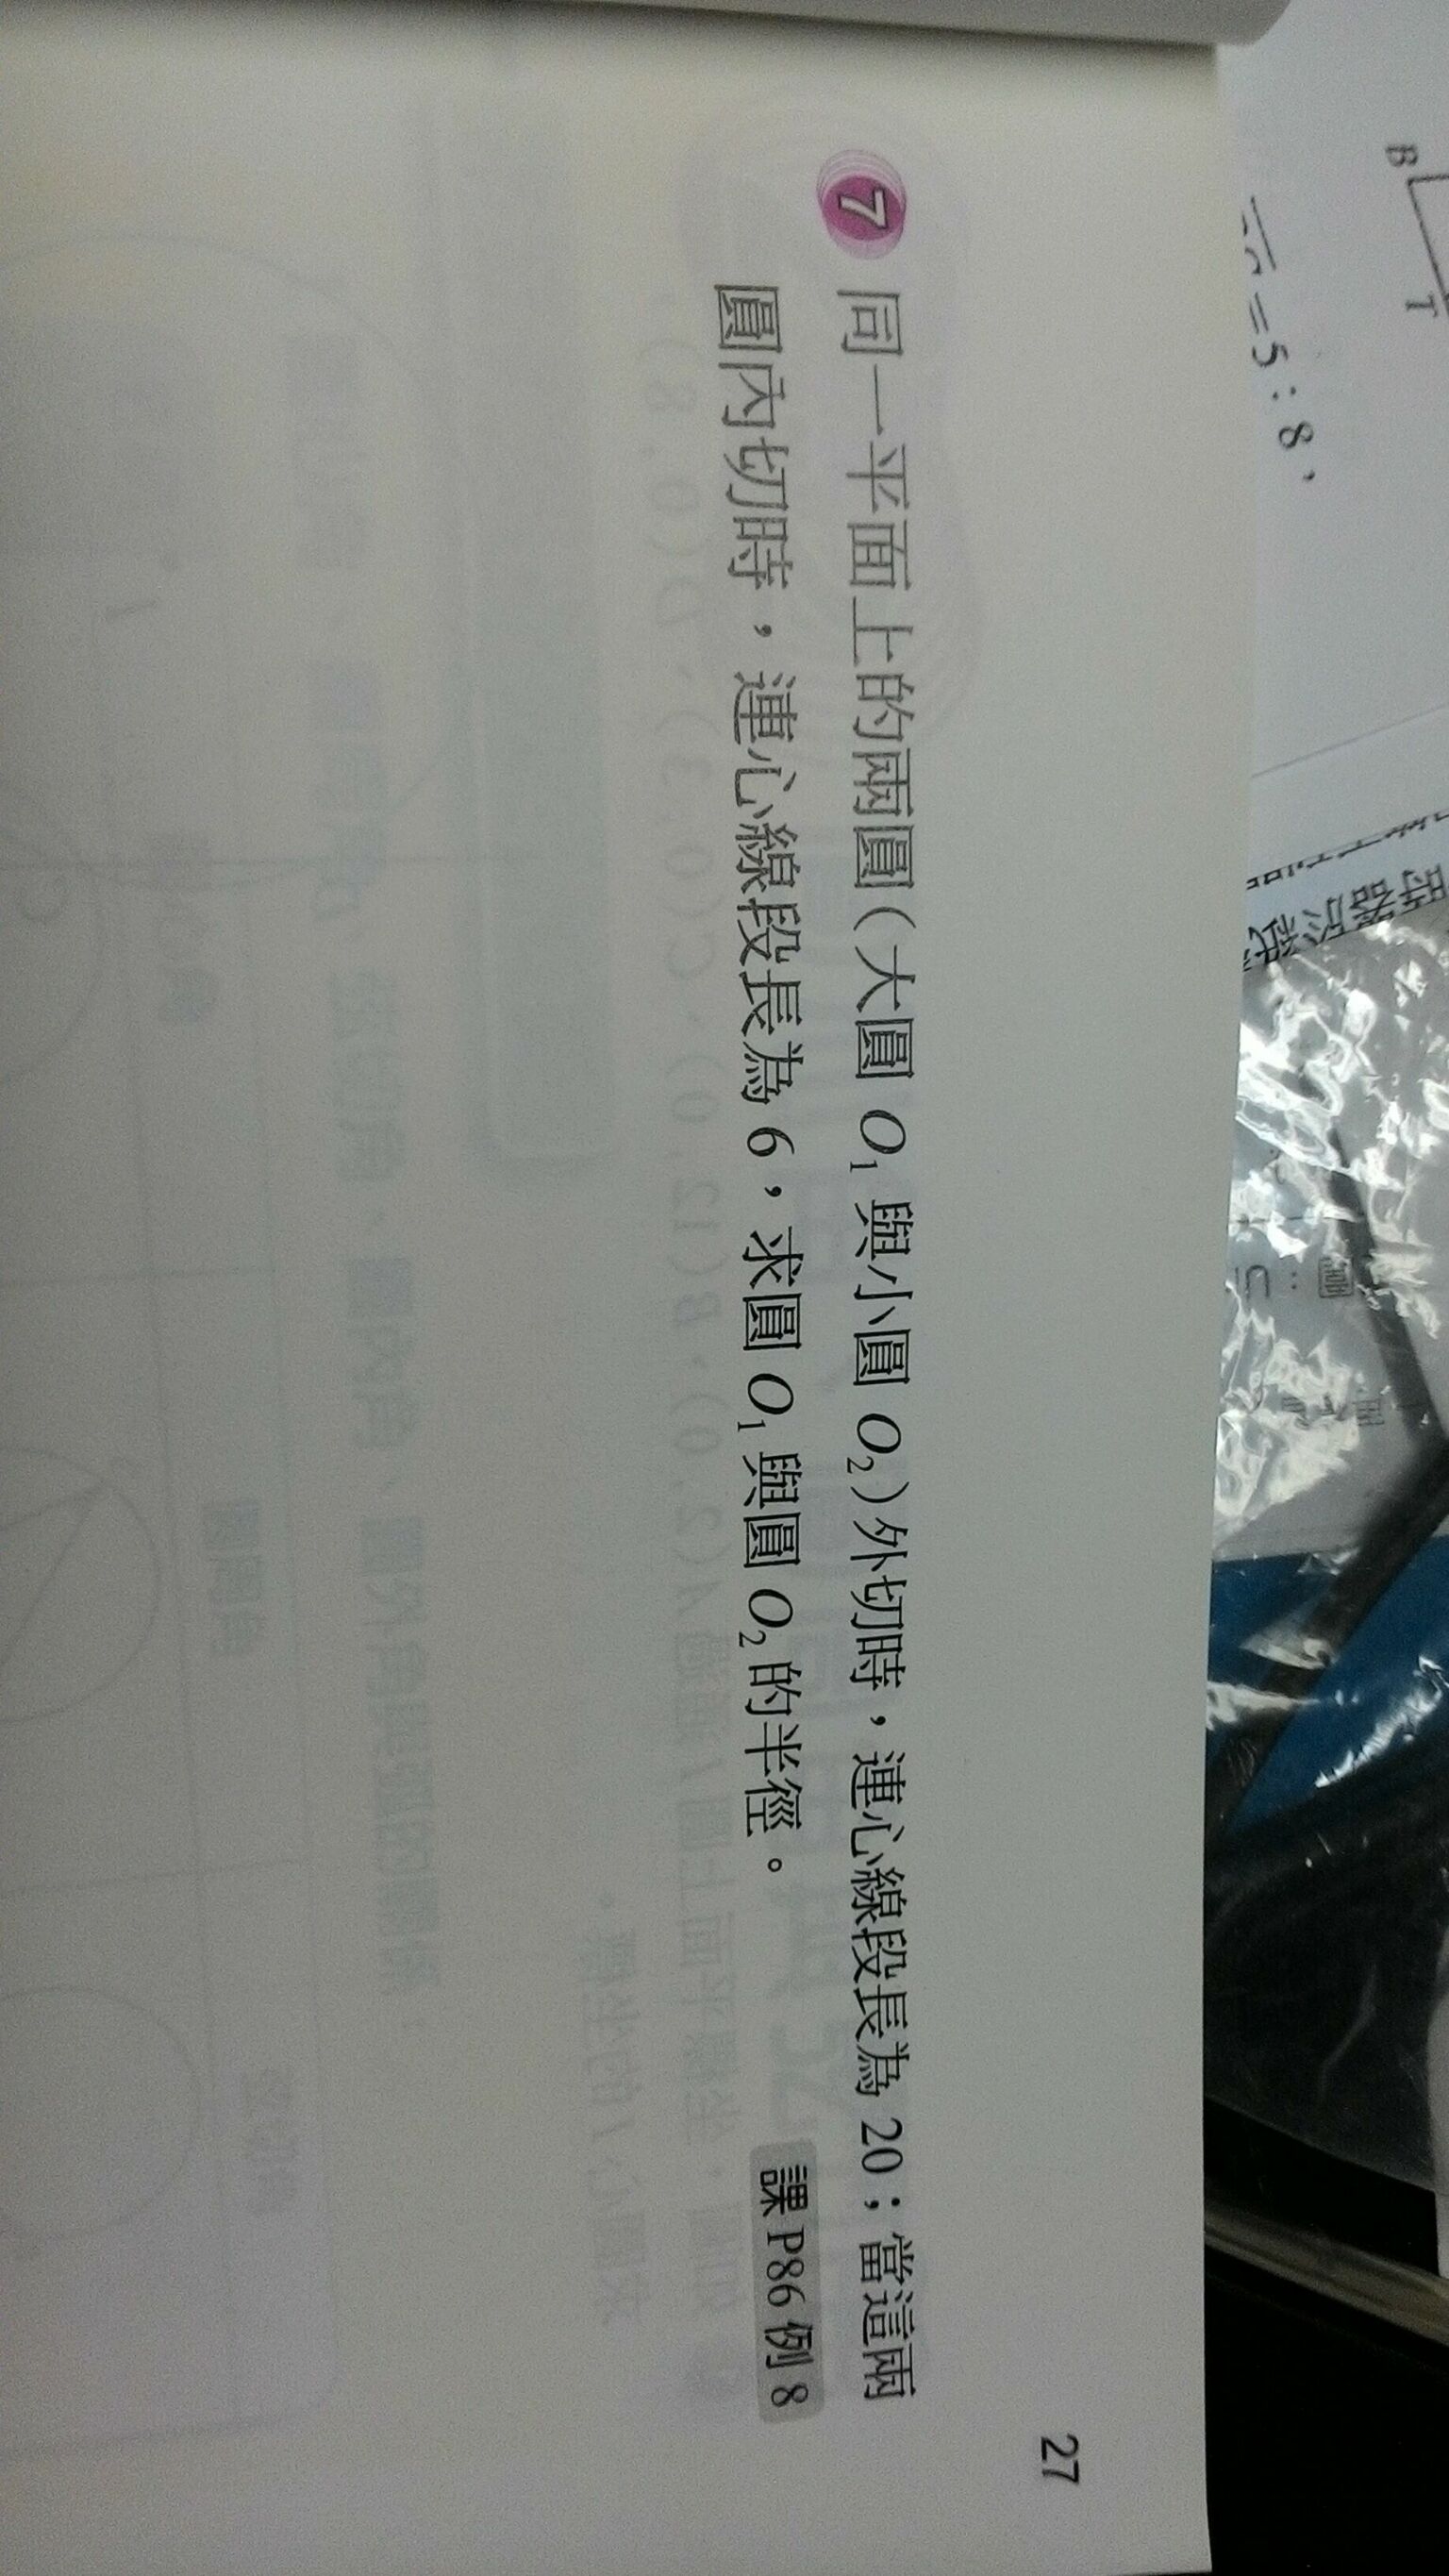 27
7 同一平面上的兩圓(大圓 O₁ 與小圓 O₂)外切時，連心線段長為 20；當這兩
圓內切時，連心線段長為 6，求圓 O₁ 與圓 O₂ 的半徑。
課 P86 例 8
B
T
= 5 : 8，